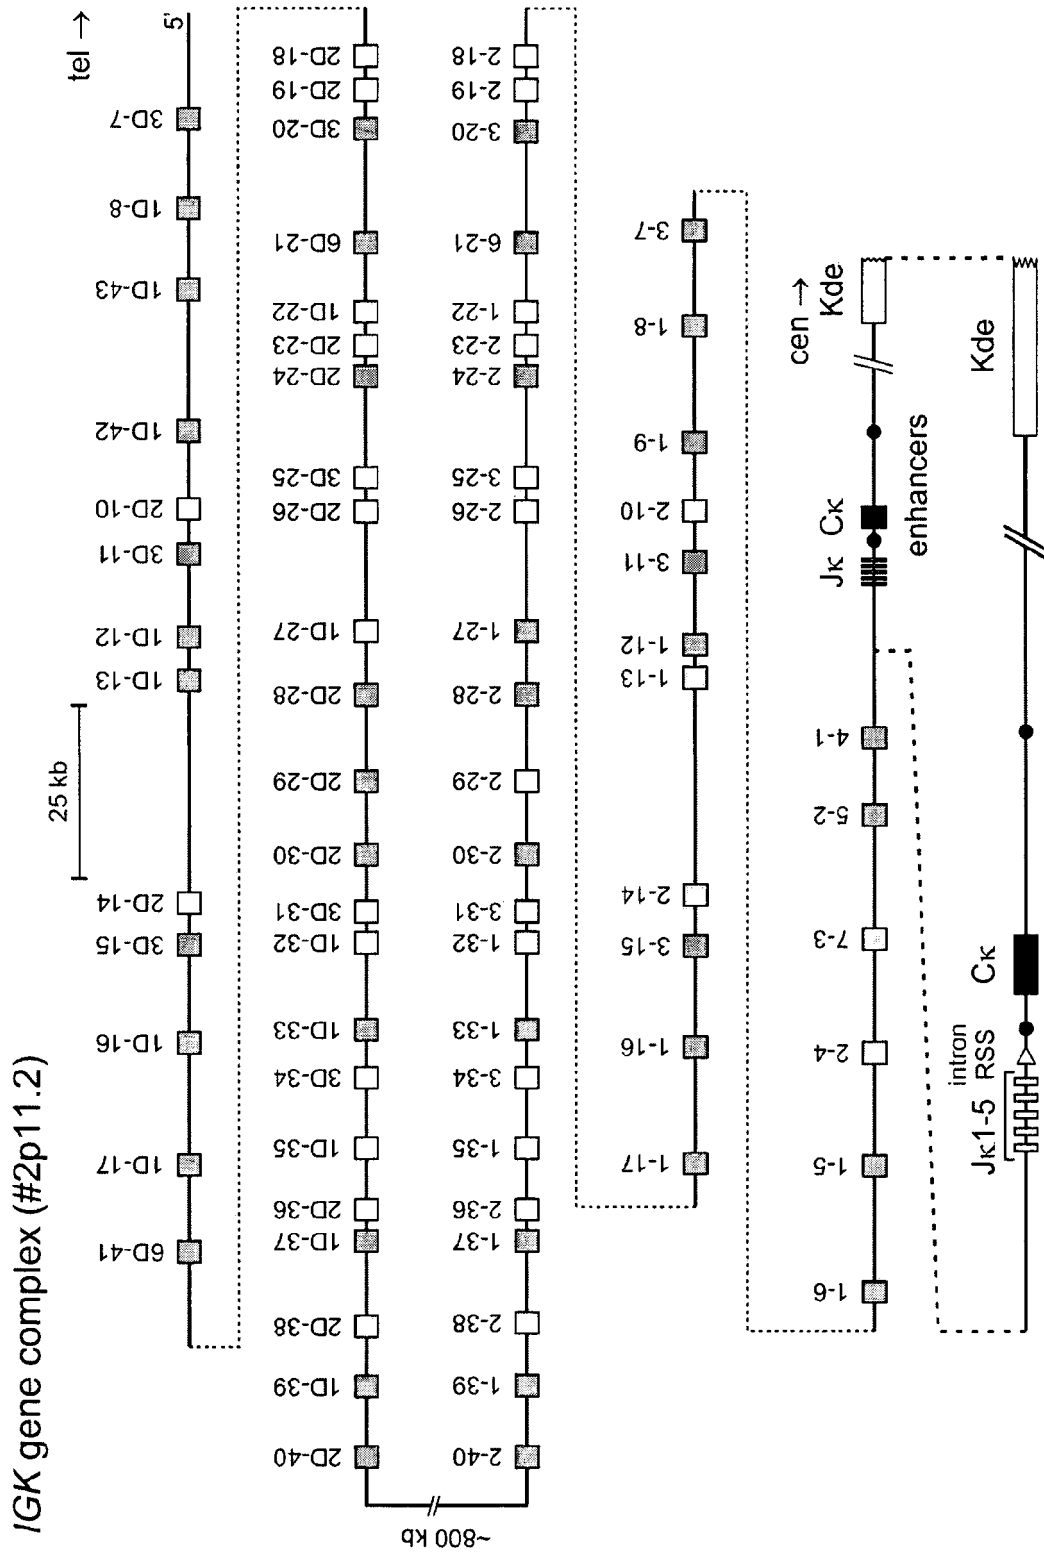 IGK gene complex (#2p11.2)
25 kb
tel →
6D-41 1D-17 1D-16 3D-15 2D-14 1D-13 1D-12 3D-11 2D-10 1D-42 1D-43 1D-8 3D-7 5'
2D-40 1D-39 2D-38 1D-37 2D-36 1D-35 3D-34 1D-33 1D-32 3D-31 2D-30 2D-29 2D-28 1D-27 2D-26 3D-25 2D-24 2D-23 1D-22 6D-21 3D-20 2D-19 2D-18
~800 kb
2-40 1-39 2-38 1-37 2-36 1-35 3-34 1-33 1-32 3-31 2-30 2-29 2-28 1-27 2-26 3-25 2-24 2-23 1-22 6-21 3-20 2-19 2-18
1-17 1-16 3-15 2-14 1-13 1-12 3-11 2-10 1-9 1-8 3-7
cen →
1-6 1-5 2-4 7-3 5-2 4-1 Jκ Cκ Kde
enhancers
intron
Jκ1-5 RSS Cκ Kde